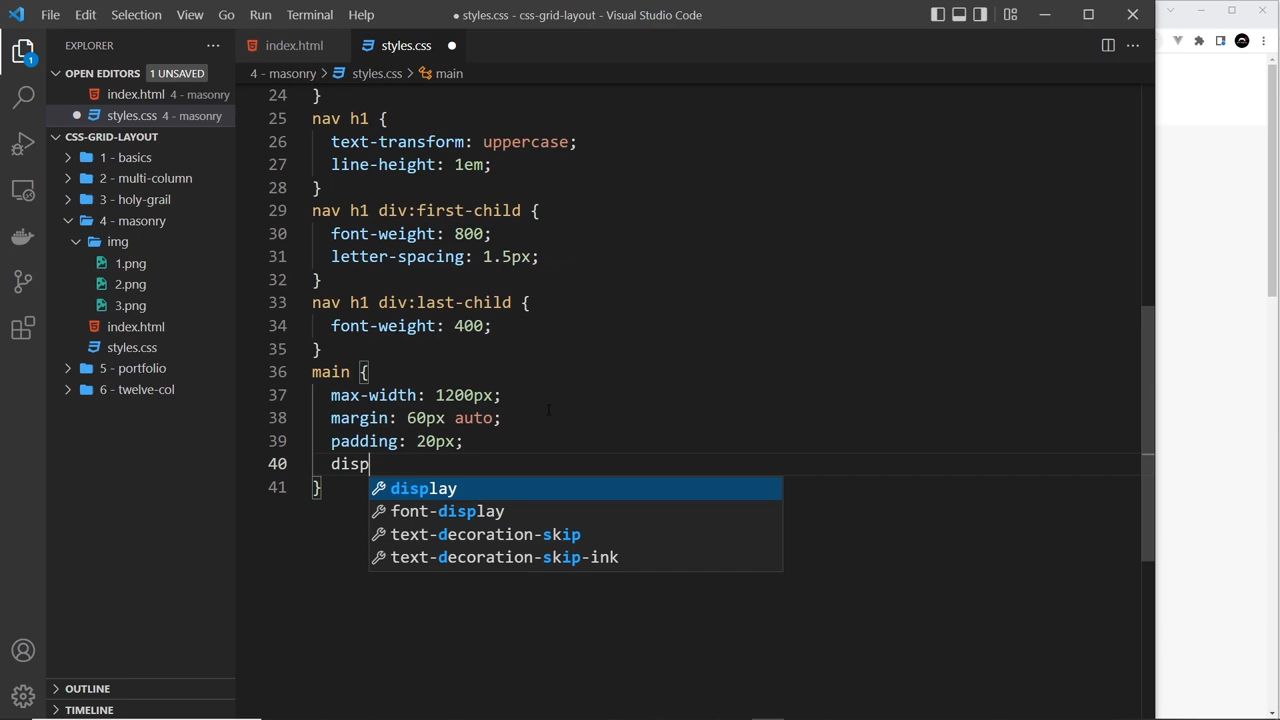 File Edit Selection View Go Run Terminal Help ● styles.css - css-grid-layout - Visual Studio Code
EXPLORER ···
index.html styles.css ●
OPEN EDITORS 1 UNSAVED
4 - masonry > styles.css > main
index.html 4 - masonry
● styles.css 4 - masonry
CSS-GRID-LAYOUT
1 - basics
2 - multi-column
3 - holy-grail
4 - masonry
img
1.png
2.png
3.png
index.html
styles.css
5 - portfolio
6 - twelve-col
OUTLINE
TIMELINE
1
24 }
25 nav h1 {
26 text-transform: uppercase;
27 line-height: 1em;
28 }
29 nav h1 div:first-child {
30 font-weight: 800;
31 letter-spacing: 1.5px;
32 }
33 nav h1 div:last-child {
34 font-weight: 400;
35 }
36 main {
37 max-width: 1200px;
38 margin: 60px auto;
39 padding: 20px;
40 disp
41 }
display
font-display
text-decoration-skip
text-decoration-skip-ink